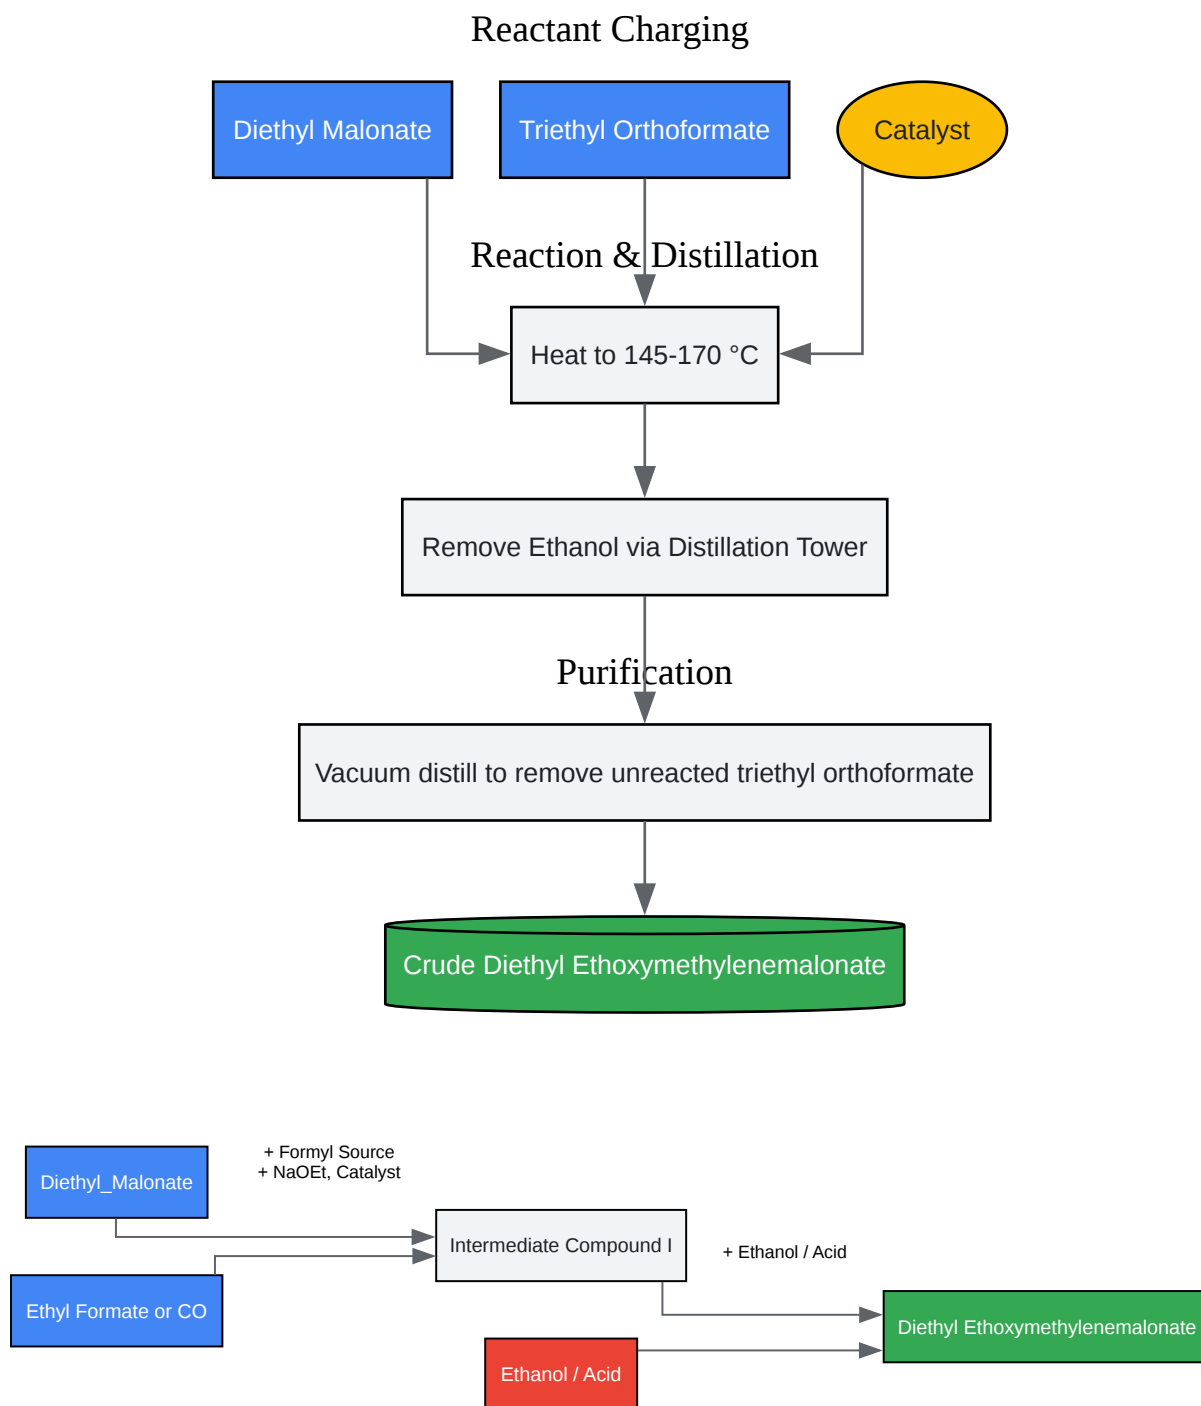 Reactant Charging
Diethyl Malonate
Triethyl Orthoformate
Catalyst
Reaction & Distillation
Heat to 145-170 °C
Remove Ethanol via Distillation Tower
Purification
Vacuum distill to remove unreacted triethyl orthoformate
Crude Diethyl Ethoxymethylenemalonate
+ Formyl Source
+ NaOEt, Catalyst
Diethyl_Malonate
Intermediate Compound I
+ Ethanol / Acid
Ethyl Formate or CO
Diethyl Ethoxymethylenemalonate
Ethanol / Acid